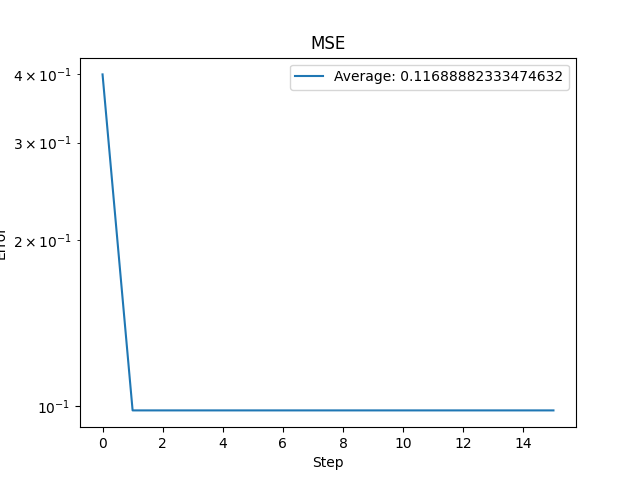 MSE
Average: 0.11688882333474632
4 × 10⁻¹
3 × 10⁻¹
2 × 10⁻¹
10⁻¹
Error
0 2 4 6 8 10 12 14
Step